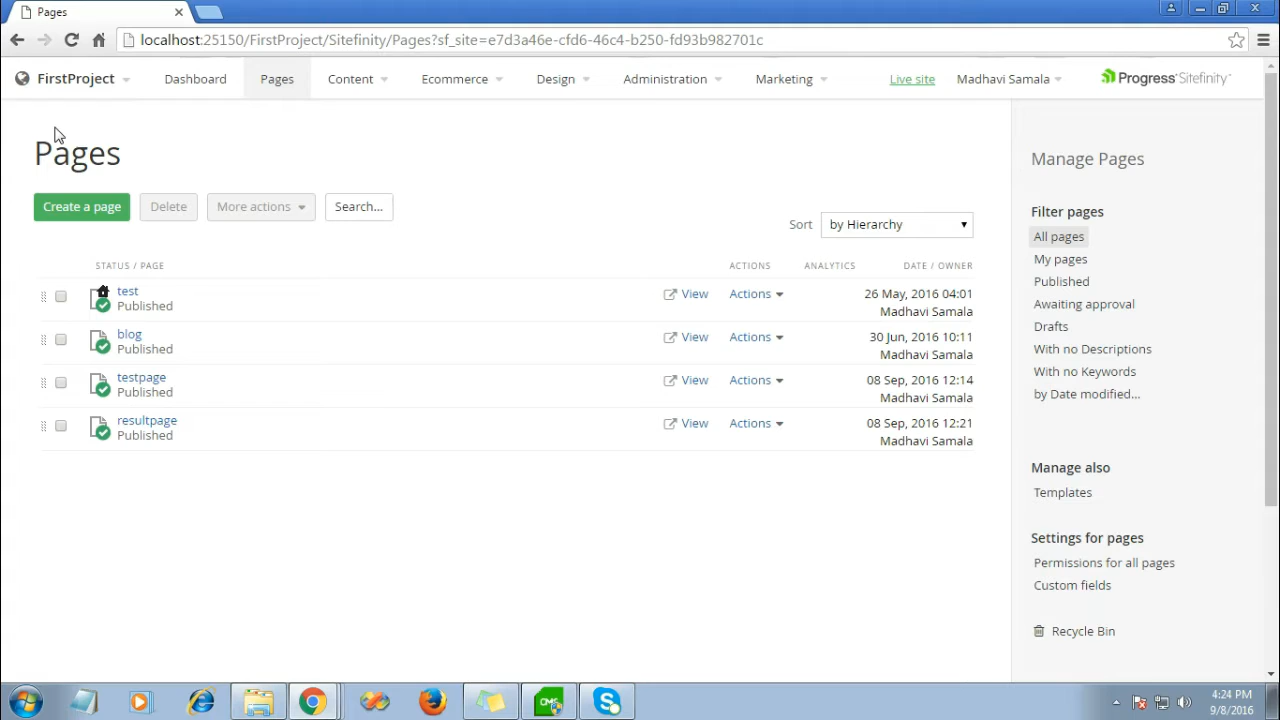 Pages
localhost:25150/FirstProject/Sitefinity/Pages?sf_site=e7d3a46e-cfd6-46c4-b250-fd93b982701c
FirstProject Dashboard Pages Content Ecommerce Design Administration Marketing Live site Madhavi Samala Progress Sitefinity
Pages
Create a page Delete More actions Search...
Sort by Hierarchy
STATUS / PAGE ACTIONS ANALYTICS DATE / OWNER
test View Actions 26 May, 2016 04:01
Published Madhavi Samala
blog View Actions 30 Jun, 2016 10:11
Published Madhavi Samala
testpage View Actions 08 Sep, 2016 12:14
Published Madhavi Samala
resultpage View Actions 08 Sep, 2016 12:21
Published Madhavi Samala
Manage Pages
Filter pages
All pages
My pages
Published
Awaiting approval
Drafts
With no Descriptions
With no Keywords
by Date modified...
Manage also
Templates
Settings for pages
Permissions for all pages
Custom fields
Recycle Bin
CMS
4:24 PM
9/8/2016